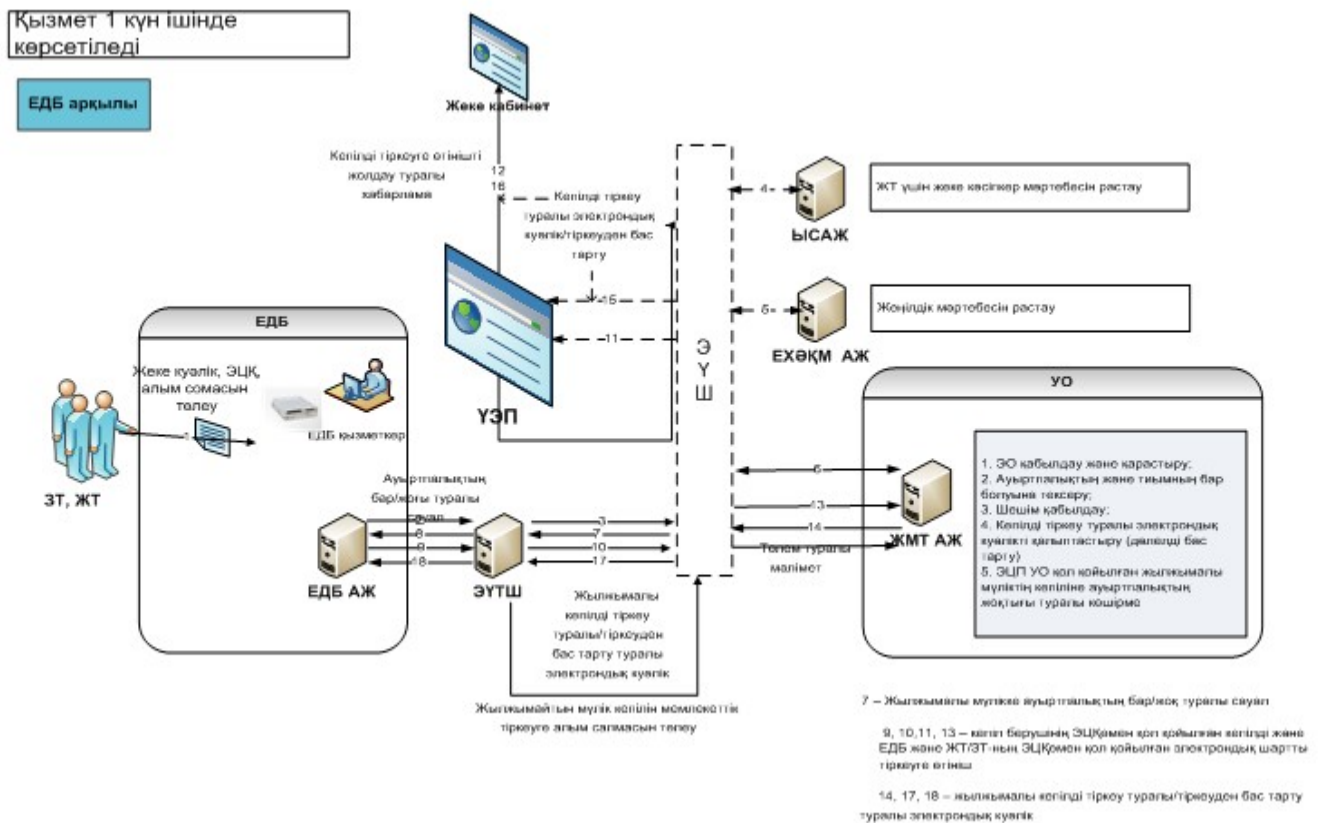 Қызмет 1 күн ішінде
көрсетіледі
ЕДБ арқылы
Жеке кабинет
Кепілді тіркеуге өтінішті
жолдау туралы
хабарлама
12
16
Кепілді тіркеу
туралы электрондық
куәлік/тіркеуден бас
тарту
15
11
ҮЭП
Э
Ү
Ш
4
ЫСАЖ
ЖТ үшін жеке кәсіпкер мәртебесін растау
5
ЕХӘҚМ АЖ
Жеңілдік мәртебесін растау
ЕДБ
Жеке куәлік, ЭЦҚ,
алым сомасын
төлеу
ЕДБ қызметкер
1
ЗТ, ЖТ
Ауыртпалықтың
бар/жоғы туралы
сауал
2
8
9
18
ЕДБ АЖ
ЭҮТШ
3
7
10
17
Жылжымалы
кепілді тіркеу
туралы/тіркеуден
бас тарту туралы
электрондық куәлік
Жылжымайтын мүлік кепілін мемлекеттік
тіркеуге алым салмасын төлеу
6
13
14
Төлем туралы
мәлімет
УО
ЖМТ АЖ
1. ЭО қабылдау және қарастыру;
2. Ауыртпалықтың және тиымның бар
болуына тексеру;
3. Шешім қабылдау;
4. Кепілді тіркеу туралы электрондық
куәлікті қалыптастыру (дәлелді бас
тарту)
5. ЭЦП УО қол қойылған жылжымалы
мүліктің кепіліне ауыртпалықтың
жоқтығы туралы көшірме
7 – Жылжымалы мүлікке ауыртпалықтың бар/жоқ туралы сауал
9, 10,11, 13 – кепіл берушінің ЭЦҚөмен қол қойылған кепілді және
ЕДБ және ЖТ/ЗТ-ның ЭЦҚөмен қол қойылған электрондық шартты
тіркеуге өтініш
14, 17, 18 – жылжымалы кепілді тіркеу туралы/тіркеуден бас тарту
туралы электрондық куәлік